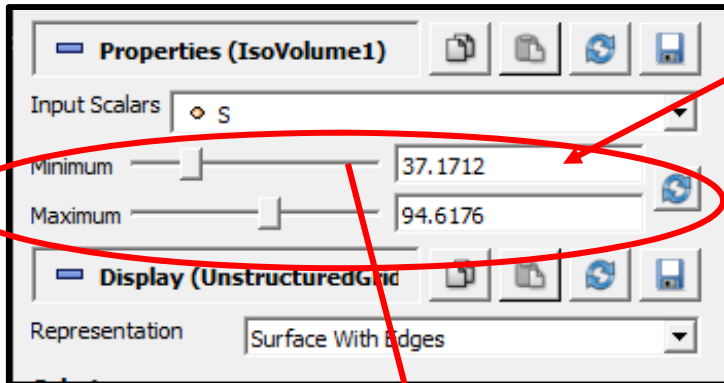 Properties (IsoVolume1)
Input Scalars S
Minimum 37.1712
Maximum 94.6176
Display (UnstructuredGrid
Representation Surface With Edges